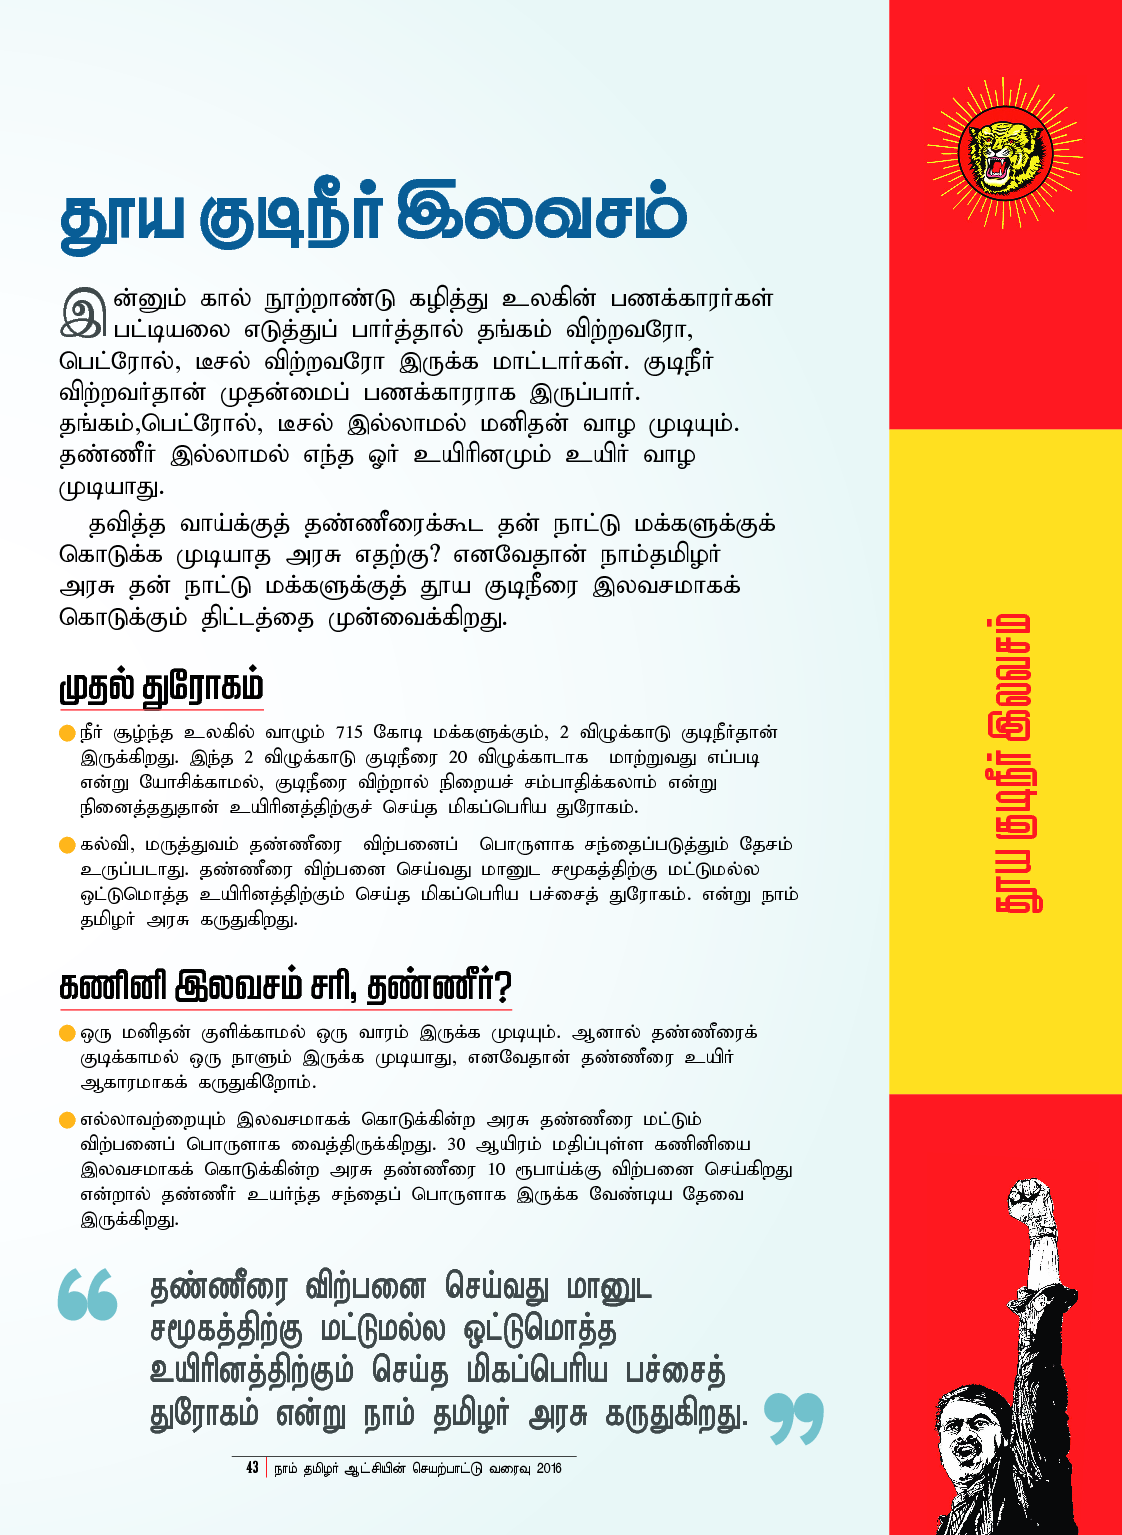 தூய குடிநீர் இலவசம்
இன்னும் கால் நூற்றாண்டு கழித்து உலகின் பணக்காரர்கள்
பட்டியலை எடுத்துப் பார்த்தால் தங்கம் விற்றவரோ,
பெட்ரோல், டீசல் விற்றவரோ இருக்க மாட்டார்கள். குடிநீர்
விற்றவர்தான் முதன்மைப் பணக்காரராக இருப்பார்.
தங்கம்,பெட்ரோல், டீசல் இல்லாமல் மனிதன் வாழ முடியும்.
தண்ணீர் இல்லாமல் எந்த ஓர் உயிரினமும் உயிர் வாழ
முடியாது.
தவித்த வாய்க்குத் தண்ணீரைக்கூட தன் நாட்டு மக்களுக்குக்
கொடுக்க முடியாத அரசு எதற்கு? எனவேதான் நாம்தமிழர்
அரசு தன் நாட்டு மக்களுக்குத் தூய குடிநீரை இலவசமாகக்
கொடுக்கும் திட்டத்தை முன்வைக்கிறது.
முதல் துரோகம்
நீர் சூழ்ந்த உலகில் வாழும் 715 கோடி மக்களுக்கும், 2 விழுக்காடு குடிநீர்தான்
இருக்கிறது. இந்த 2 விழுக்காடு குடிநீரை 20 விழுக்காடாக மாற்றுவது எப்படி
என்று யோசிக்காமல், குடிநீரை விற்றால் நிறையச் சம்பாதிக்கலாம் என்று
நினைத்ததுதான் உயிரினத்திற்குச் செய்த மிகப்பெரிய துரோகம்.
கல்வி, மருத்துவம் தண்ணீரை விற்பனைப் பொருளாக சந்தைப்படுத்தும் தேசம்
உருப்படாது. தண்ணீரை விற்பனை செய்வது மானுட சமூகத்திற்கு மட்டுமல்ல
ஒட்டுமொத்த உயிரினத்திற்கும் செய்த மிகப்பெரிய பச்சைத் துரோகம். என்று நாம்
தமிழர் அரசு கருதுகிறது.
கணினி இலவசம் சரி, தண்ணீர்?
ஒரு மனிதன் குளிக்காமல் ஒரு வாரம் இருக்க முடியும். ஆனால் தண்ணீரைக்
குடிக்காமல் ஒரு நாளும் இருக்க முடியாது, எனவேதான் தண்ணீரை உயிர்
ஆகாரமாகக் கருதுகிறோம்.
எல்லாவற்றையும் இலவசமாகக் கொடுக்கின்ற அரசு தண்ணீரை மட்டும்
விற்பனைப் பொருளாக வைத்திருக்கிறது. 30 ஆயிரம் மதிப்புள்ள கணினியை
இலவசமாகக் கொடுக்கின்ற அரசு தண்ணீரை 10 ரூபாய்க்கு விற்பனை செய்கிறது
என்றால் தண்ணீர் உயர்ந்த சந்தைப் பொருளாக இருக்க வேண்டிய தேவை
இருக்கிறது.
“தண்ணீரை விற்பனை செய்வது மானுட
சமூகத்திற்கு மட்டுமல்ல ஒட்டுமொத்த
உயிரினத்திற்கும் செய்த மிகப்பெரிய பச்சைத்
துரோகம் என்று நாம் தமிழர் அரசு கருதுகிறது.”
43 நாம் தமிழர் ஆட்சியின் செயற்பாட்டு வரைவு 2016
தூய குடிநீர் இலவசம்